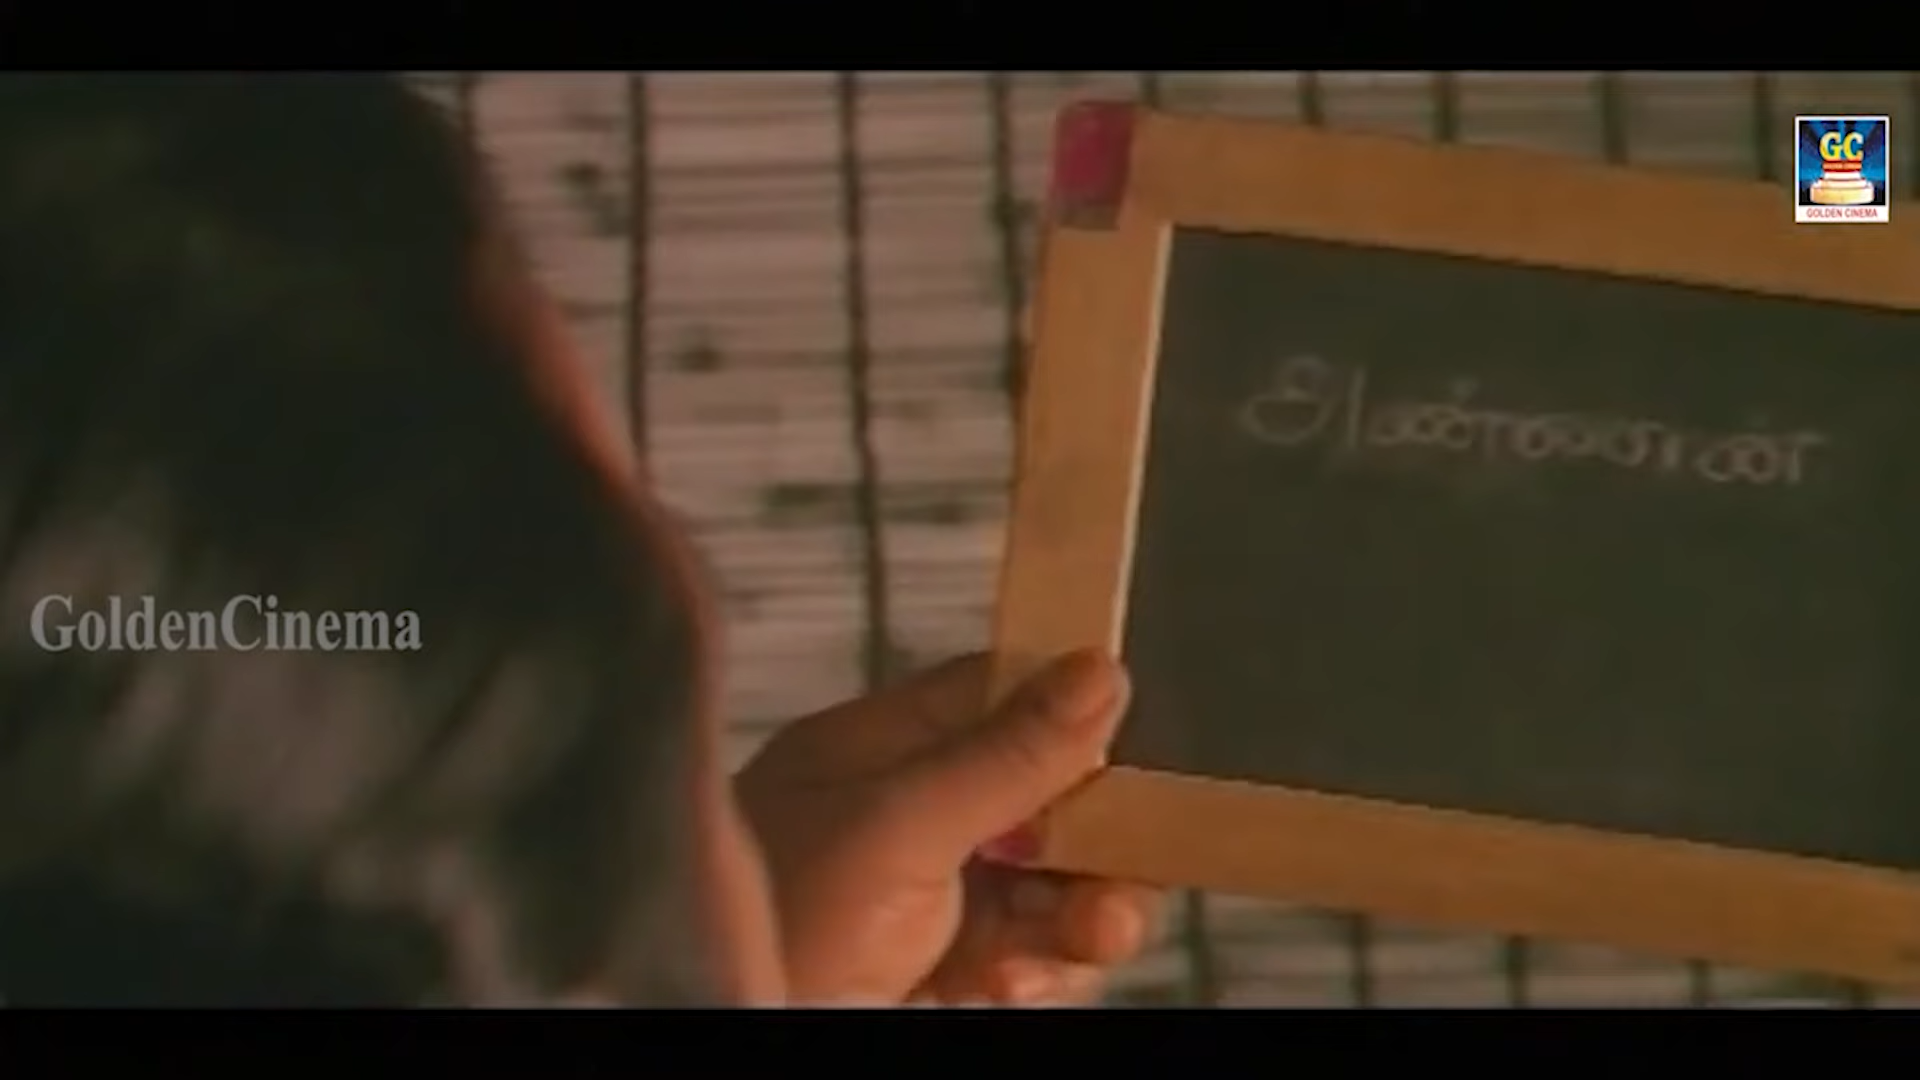 GC
GOLDEN CINEMA
அண்ணன்
GoldenCinema